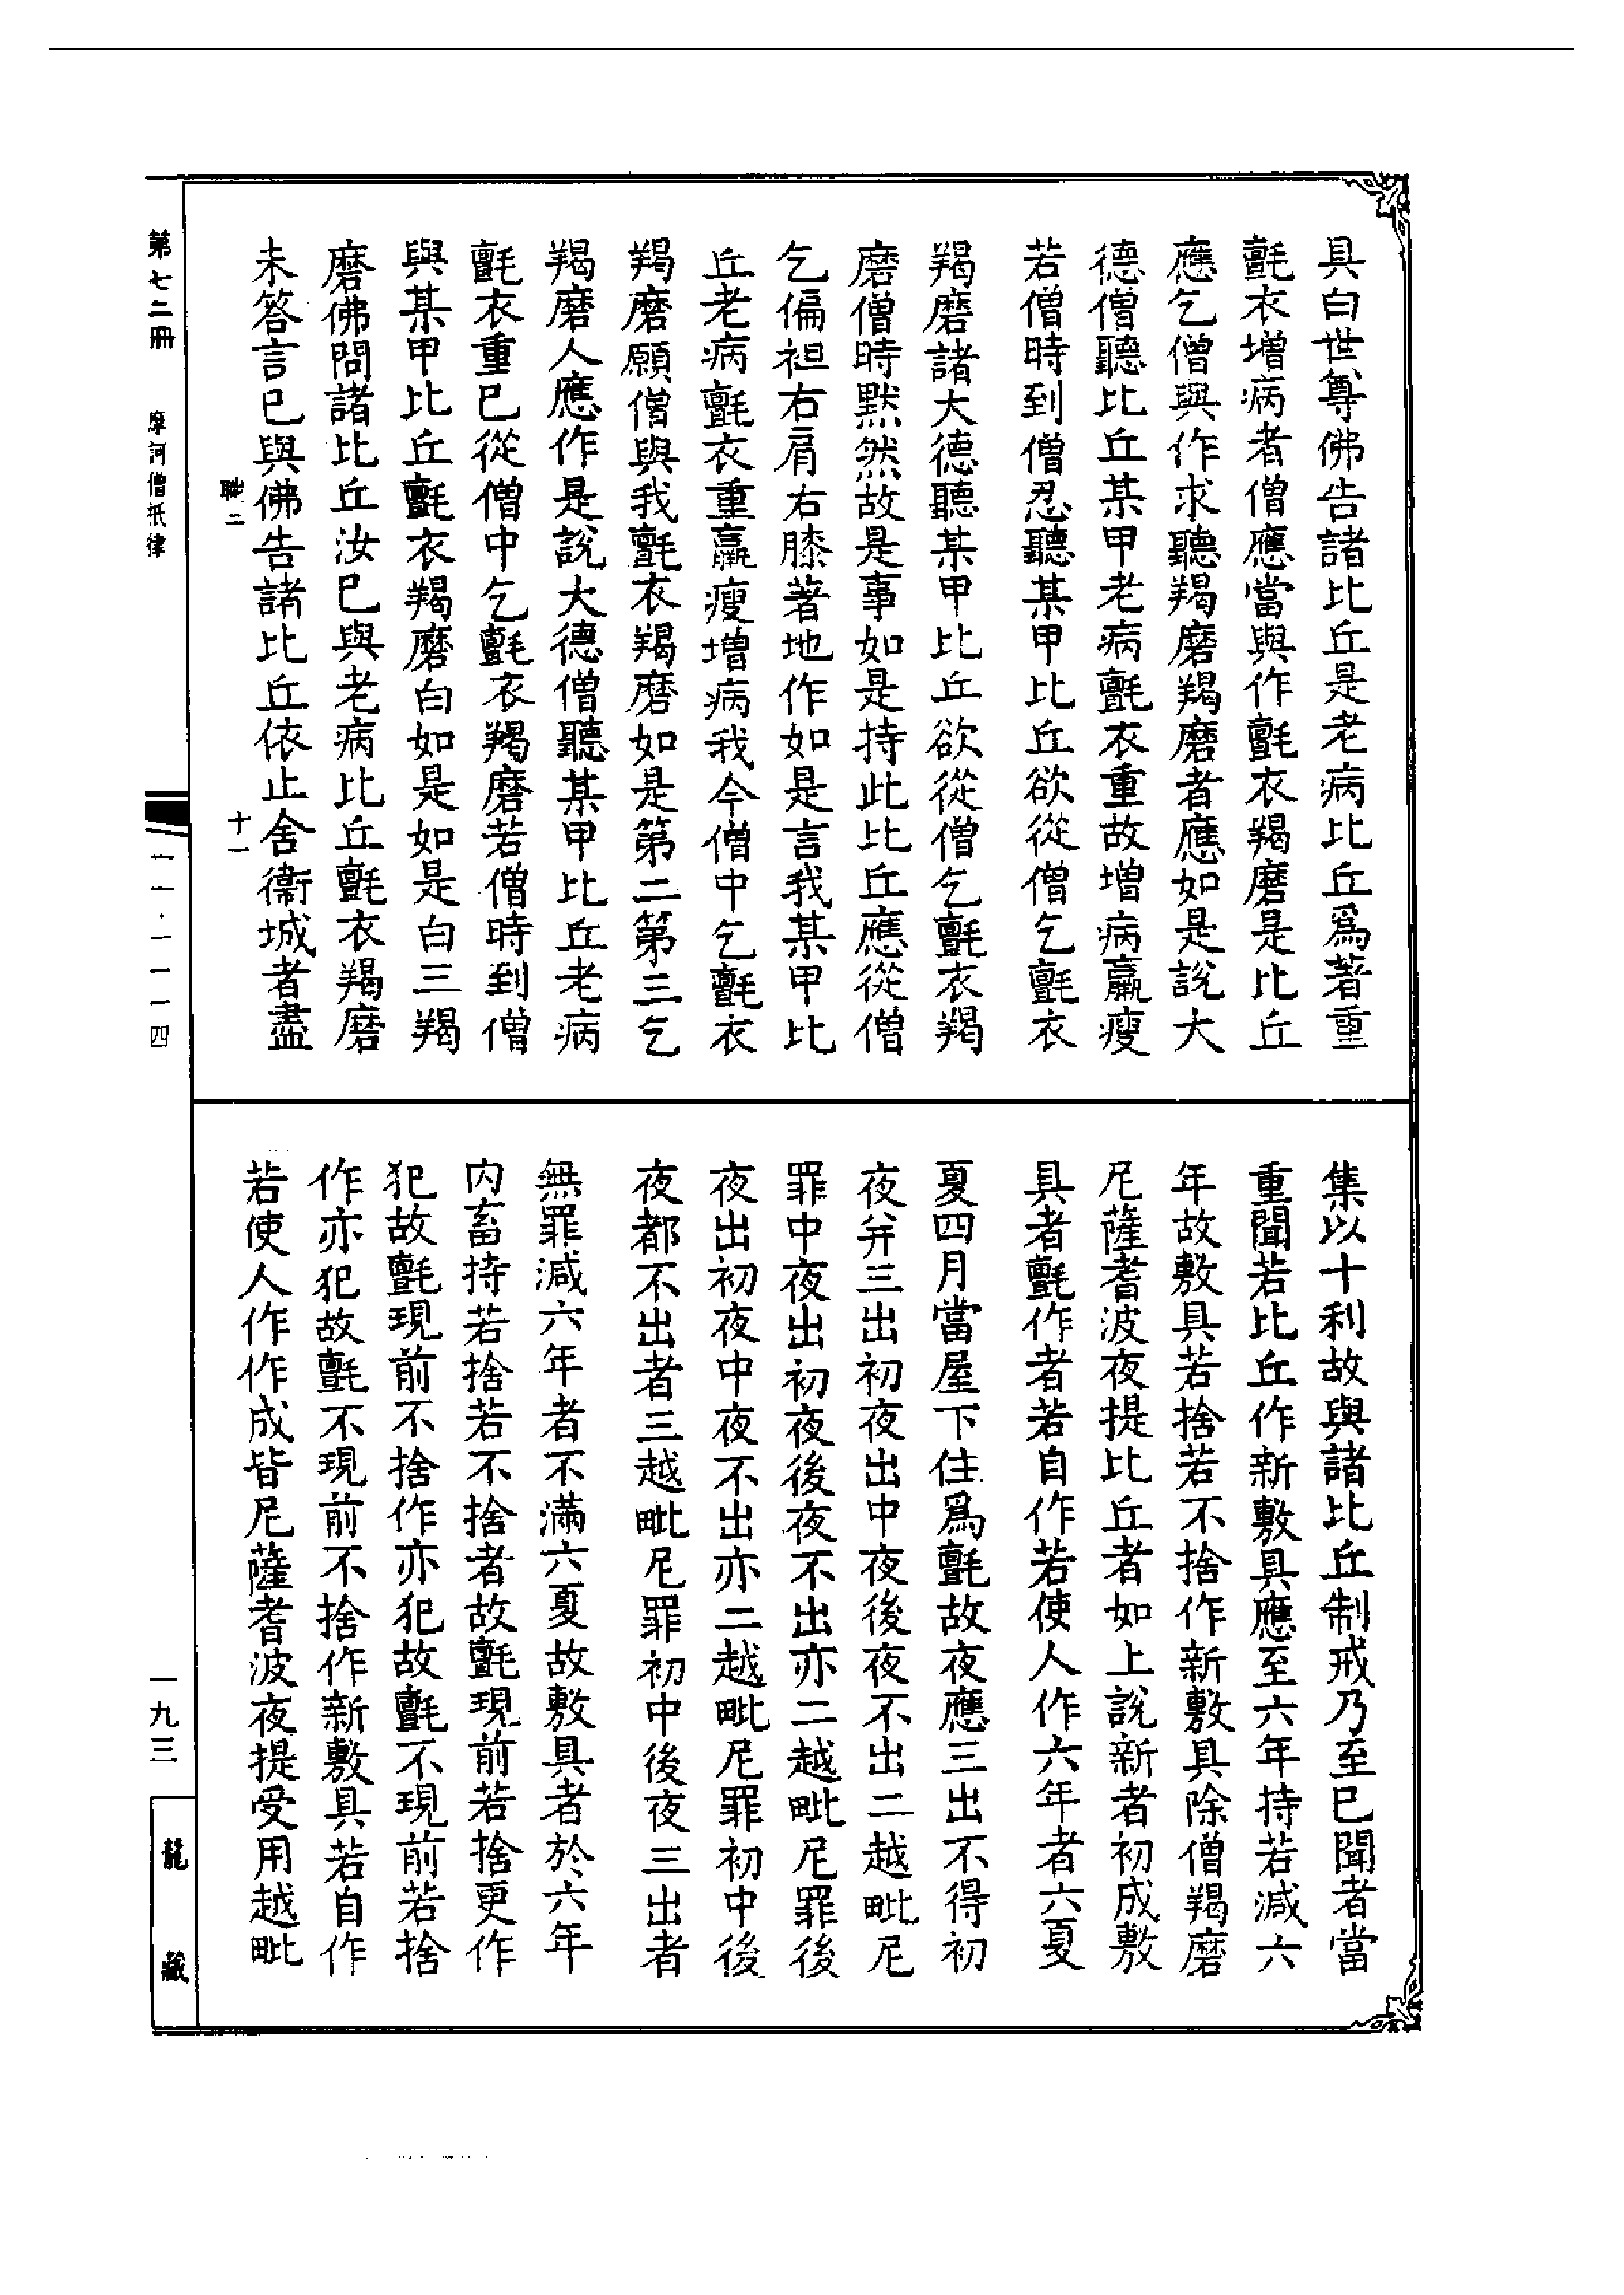 具白世尊佛告諸比丘是老病比丘爲著重
氈衣增病者僧應當與作氈衣羯磨是比丘
應乞僧與作求聽羯磨羯磨者應如是說大
德僧聽比丘某甲老病氈衣重故增病羸瘦
若僧時到僧忍聽某甲比丘欲從僧乞氈衣
羯磨諸大德聽某甲比丘欲從僧乞氈衣羯
磨僧時默然故是事如是持此比丘應從僧
乞偏袒右肩右膝著地作如是言我某甲比
丘老病氈衣重羸瘦增病我今僧中乞氈衣
羯磨願僧與我氈衣羯磨如是第二第三乞
羯磨人應作是說大德僧聽某甲比丘老病
氈衣重已從僧中乞氈衣羯磨若僧時到僧
與某甲比丘氈衣羯磨白如是如是白三羯
磨佛問諸比丘汝已與老病比丘氈衣羯磨
未答言已與佛告諸比丘依止舍衛城者盡
職二
十一
集以十利故與諸比丘制戒乃至已聞者當
重聞若比丘作新敷具應至六年持若減六
年故敷具若捨若不捨作新敷具除僧羯磨
尼薩耆波夜提比丘者如上說新者初成敷
具者氈作者若自作若使人作六年者六夏
夏四月當屋下住爲氈故夜應三出不得初
夜并三出初夜出中夜後夜不出二越毗尼
罪中夜出初夜後夜不出亦二越毗尼罪後
夜出初夜中夜不出亦二越毗尼罪初中後
夜都不出者三越毗尼罪初中後夜三出者
無罪減六年者不滿六夏故敷具者於六年
内畜持若捨若不捨者故氈現前若捨更作
犯故氈現前不捨作亦犯故氈不現前若捨
作亦犯故氈不現前不捨作新敷具若自作
若使人作作成皆尼薩耆波夜提受用越毗
第七二冊 摩訶僧祇律
一一·一一一四
一九三
龍藏